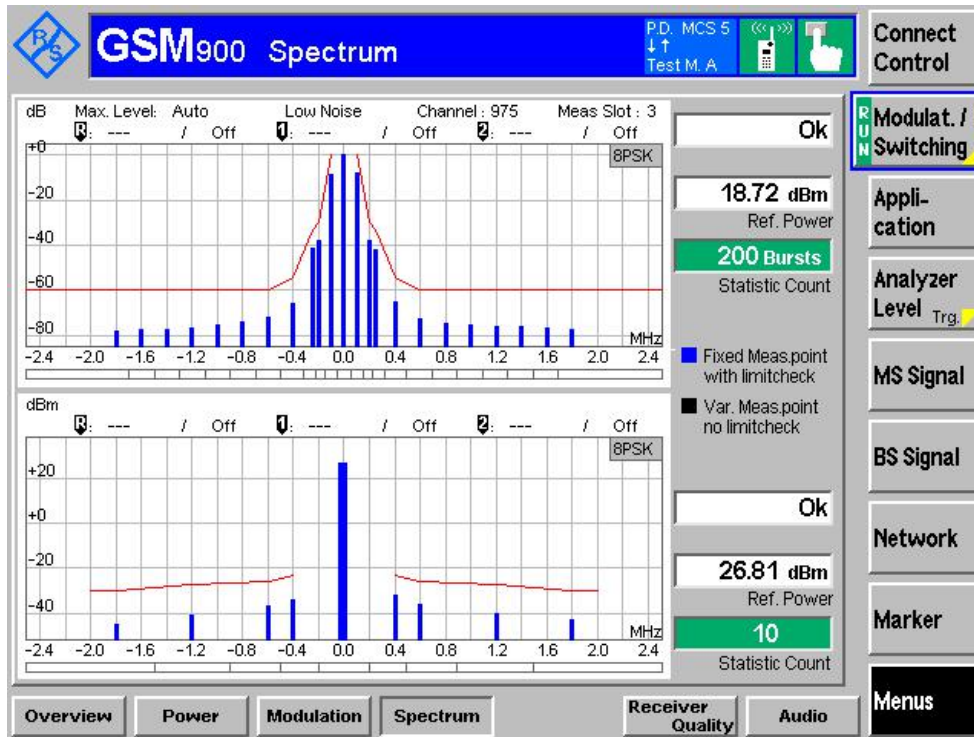 R/S
GSM900 Spectrum
P.D. MCS 5
Test M. A
Connect
Control
dB Max. Level: Auto Low Noise Channel : 975 Meas Slot : 3
R: --- / Off 1: --- / Off 2: --- / Off
8PSK
+0
-20
-40
-60
-80
MHz
-2.4 -2.0 -1.6 -1.2 -0.8 -0.4 0.0 0.4 0.8 1.2 1.6 2.0 2.4
Ok
18.72 dBm
Ref. Power
200 Bursts
Statistic Count
Fixed Meas.point
with limitcheck
Var. Meas.point
no limitcheck
dBm
R: --- / Off 1: --- / Off 2: --- / Off
8PSK
+20
+0
-20
-40
MHz
-2.4 -2.0 -1.6 -1.2 -0.8 -0.4 0.0 0.4 0.8 1.2 1.6 2.0 2.4
Ok
26.81 dBm
Ref. Power
10
Statistic Count
RUN
Modulat. /
Switching
Appli-
cation
Analyzer
Level Trg.
MS Signal
BS Signal
Network
Marker
Menus
Overview
Power
Modulation
Spectrum
Receiver
Quality
Audio